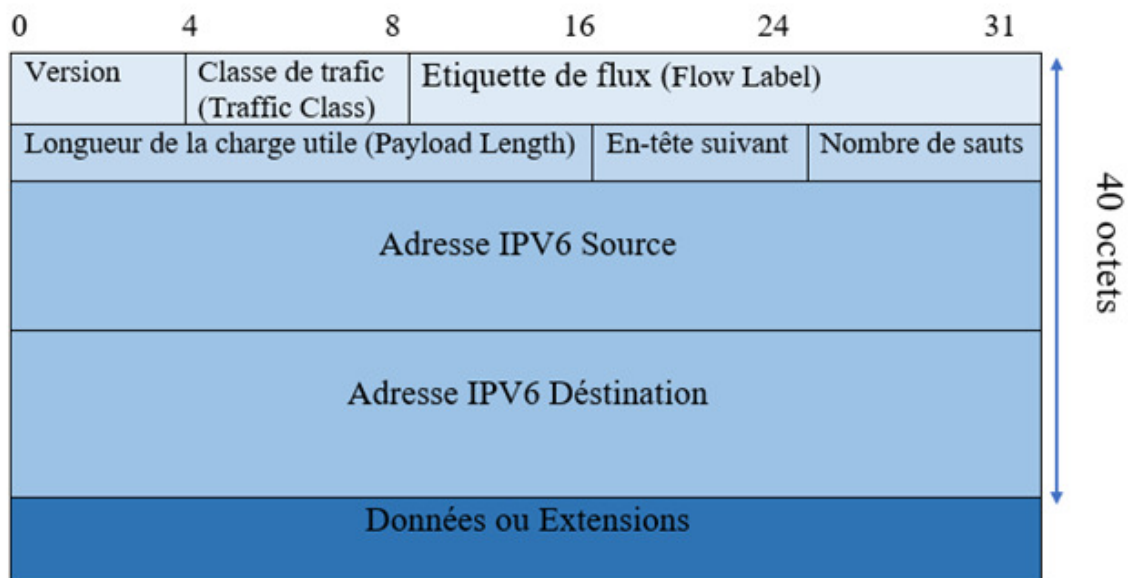 0 4 8 16 24 31
Version
Classe de trafic
(Traffic Class)
Etiquette de flux (Flow Label)
Longueur de la charge utile (Payload Length)
En-tête suivant
Nombre de sauts
Adresse IPV6 Source
Adresse IPV6 Déstination
Données ou Extensions
40 octets